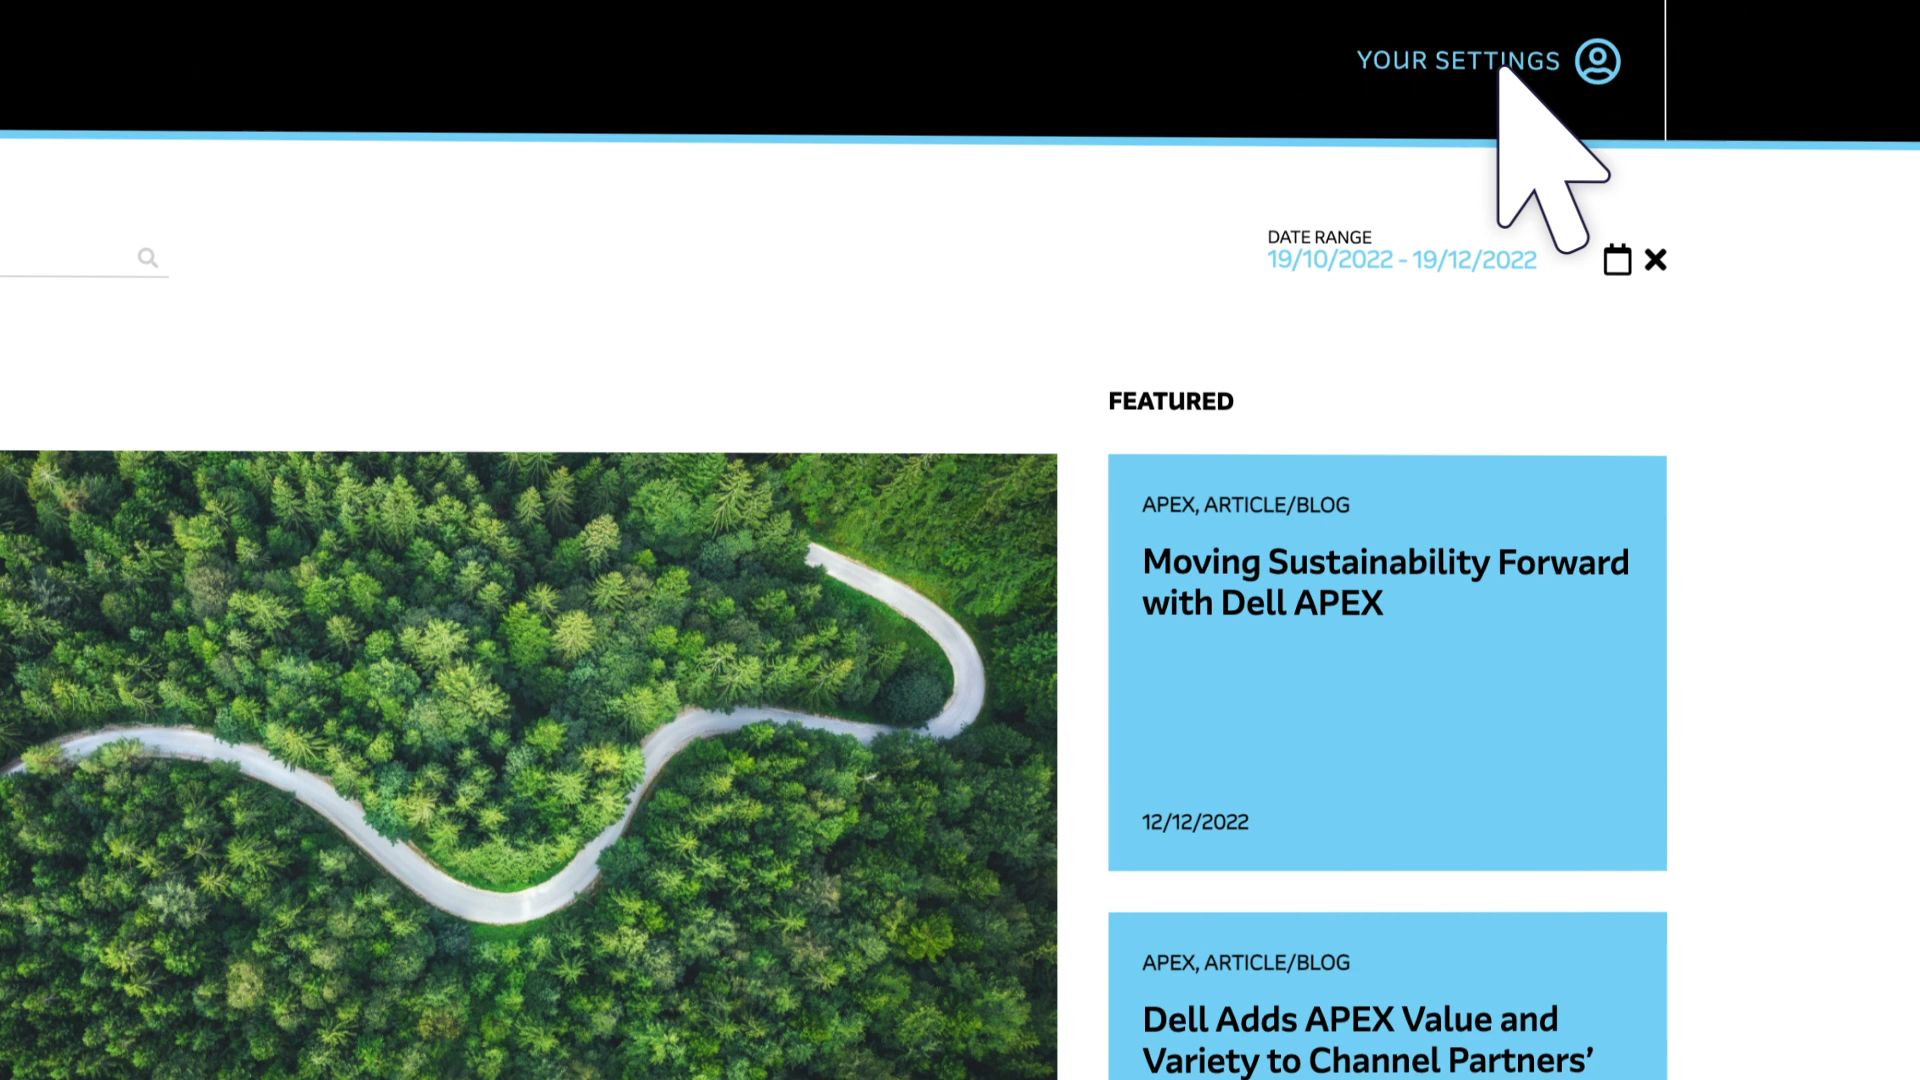 YOUR SETTINGS
DATE RANGE
19/10/2022 - 19/12/2022
FEATURED
APEX, ARTICLE/BLOG
Moving Sustainability Forward
with Dell APEX
12/12/2022
APEX, ARTICLE/BLOG
Dell Adds APEX Value and
Variety to Channel Partners’